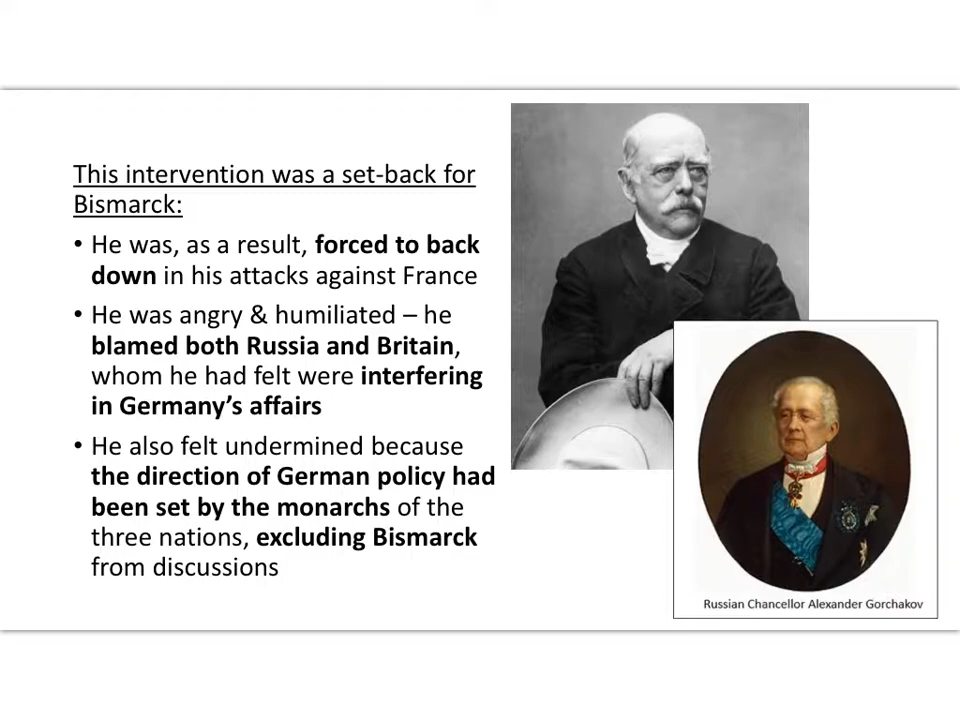 This intervention was a set-back for
Bismarck:
• He was, as a result, forced to back
down in his attacks against France
• He was angry & humiliated – he
blamed both Russia and Britain,
whom he had felt were interfering
in Germany’s affairs
• He also felt undermined because
the direction of German policy had
been set by the monarchs of the
three nations, excluding Bismarck
from discussions
Russian Chancellor Alexander Gorchakov